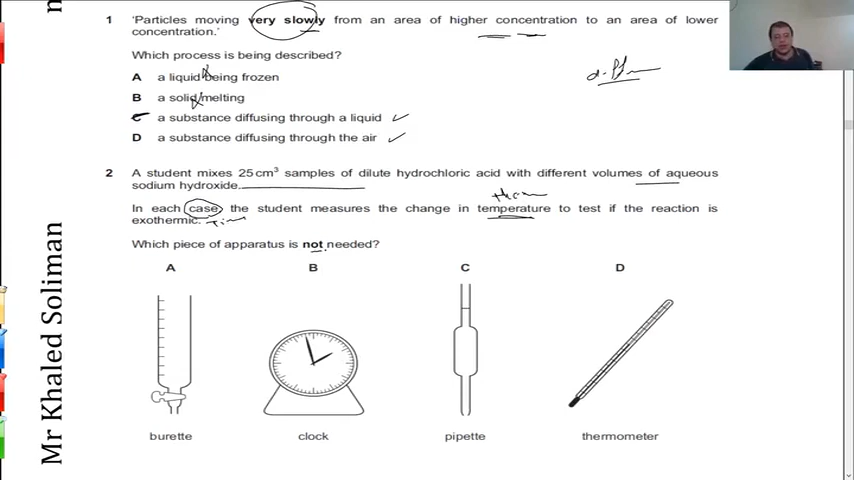 1 'Particles moving very slowly from an area of higher concentration to an area of lower
concentration.'
Which process is being described?
A a liquid being frozen
B a solid melting
C a substance diffusing through a liquid
D a substance diffusing through the air
2 A student mixes 25 cm³ samples of dilute hydrochloric acid with different volumes of aqueous
sodium hydroxide.
In each case the student measures the change in temperature to test if the reaction is
exothermic.
Which piece of apparatus is not needed?
A B C D
burette clock pipette thermometer
Mr Khaled Soliman